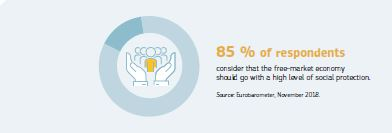 85 % of respondents
consider that the free-market economy
should go with a high level of social protection.
Source: Eurobarometer, November 2018.